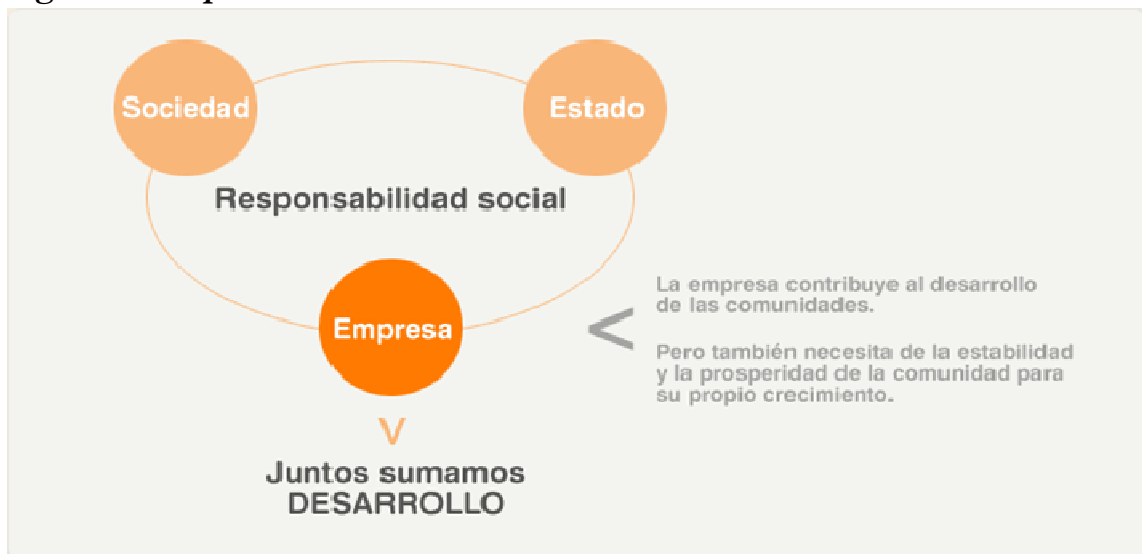 Sociedad
Estado
Responsabilidad social
Empresa
La empresa contribuye al desarrollo
de las comunidades.
Pero también necesita de la estabilidad
y la prosperidad de la comunidad para
su propio crecimiento.
Juntos sumamos
DESARROLLO